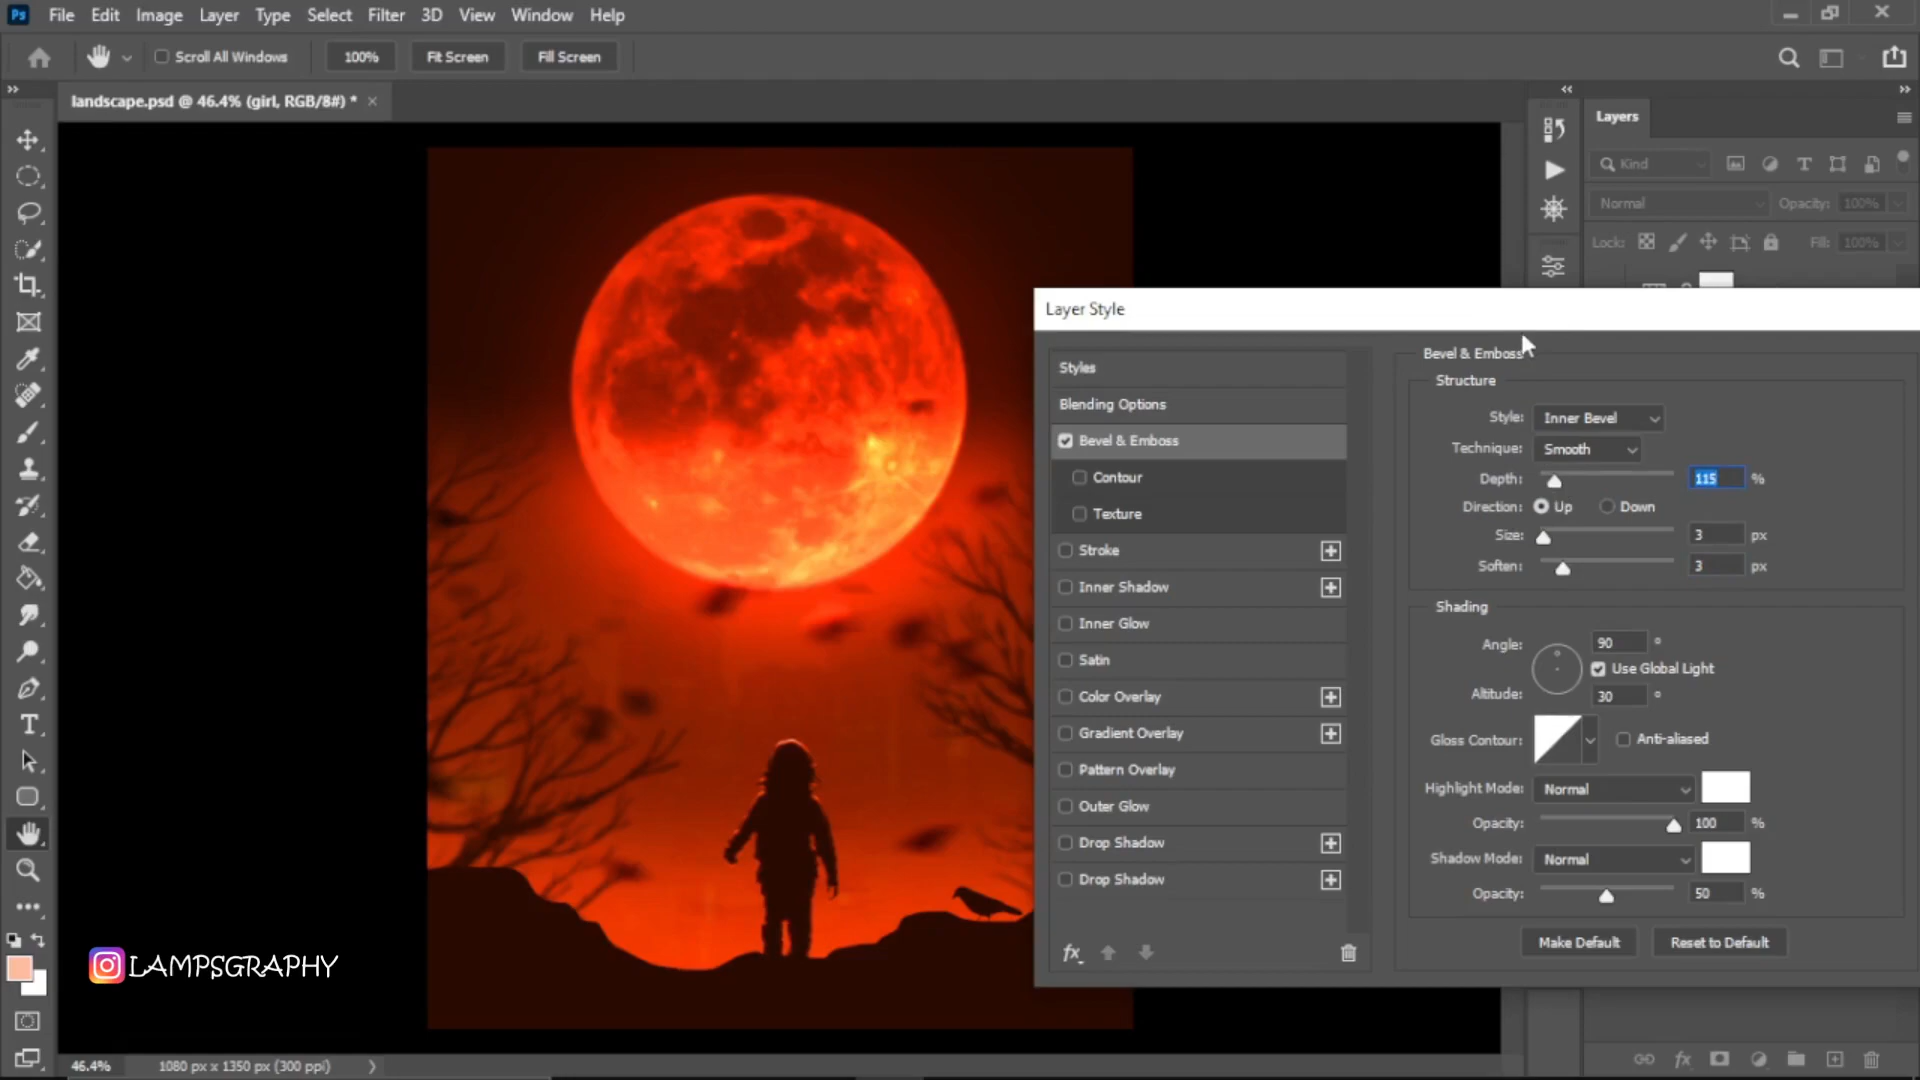 Ps File Edit Image Layer Type Select Filter 3D View Window Help
Scroll All Windows 100% Fit Screen Fill Screen
landscape.psd @ 46.4% (girl, RGB/8#) *
Layers
Kind
Normal Opacity: 100%
Lock: Fill: 100%
Layer Style
Styles
Blending Options
Bevel & Emboss
Contour
Texture
Stroke
Inner Shadow
Inner Glow
Satin
Color Overlay
Gradient Overlay
Pattern Overlay
Outer Glow
Drop Shadow
Drop Shadow
fx
Bevel & Emboss
Structure
Style: Inner Bevel
Technique: Smooth
Depth: 115 %
Direction: Up Down
Size: 3 px
Soften: 3 px
Shading
Angle: 90 °
Use Global Light
Altitude: 30 °
Gloss Contour: Anti-aliased
Highlight Mode: Normal
Opacity: 100 %
Shadow Mode: Normal
Opacity: 50 %
Make Default Reset to Default
LAMPSGRAPHY
46.4% 1080 px x 1350 px (300 ppi)
fx